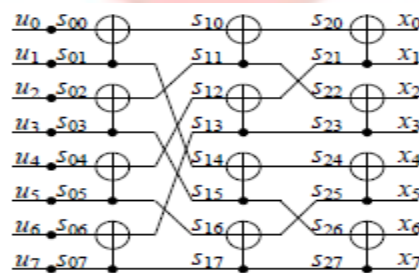 u0 s00 s10 s20 x0
u1 s01 s11 s21 x1
u2 s02 s12 s22 x2
u3 s03 s13 s23 x3
u4 s04 s14 s24 x4
u5 s05 s15 s25 x5
u6 s06 s16 s26 x6
u7 s07 s17 s27 x7